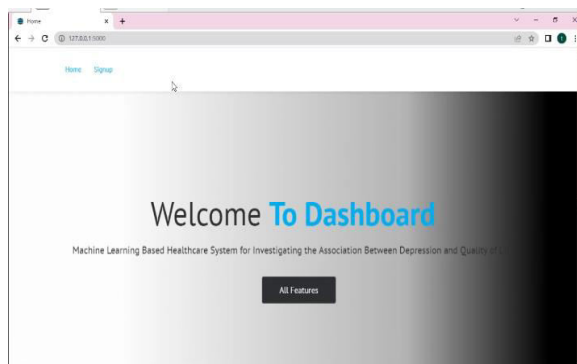 Home
127.0.0.1:5000
Home Signup
Welcome To Dashboard
Machine Learning Based Healthcare System for Investigating the Association Between Depression and Quality of
All Features